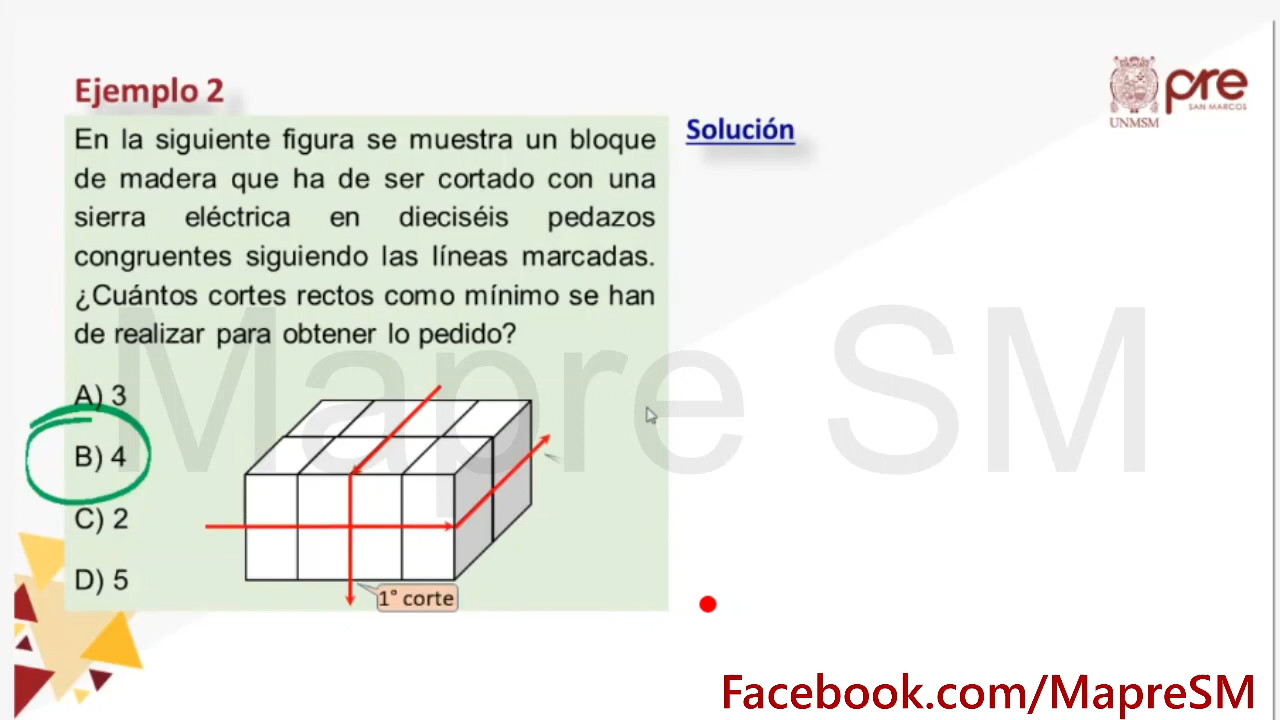 Ejemplo 2
En la siguiente figura se muestra un bloque
de madera que ha de ser cortado con una
sierra eléctrica en dieciséis pedazos
congruentes siguiendo las líneas marcadas.
¿Cuántos cortes rectos como mínimo se han
de realizar para obtener lo pedido?
A) 3
B) 4
C) 2
D) 5
1° corte
Solución
UNMSM
pre
SAN MARCOS
Mapre SM
Facebook.com/MapreSM